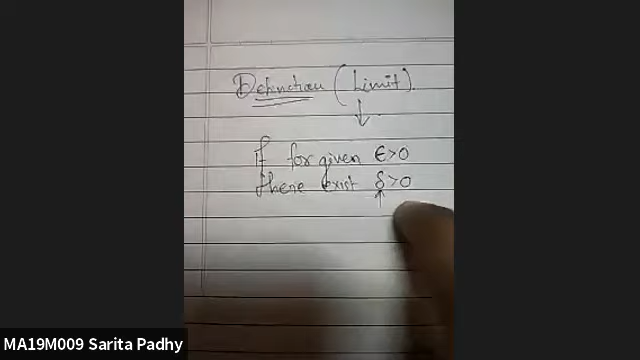 Definition (Limit).
If for given ϵ>0
there exist δ>0
MA19M009 Sarita Padhy